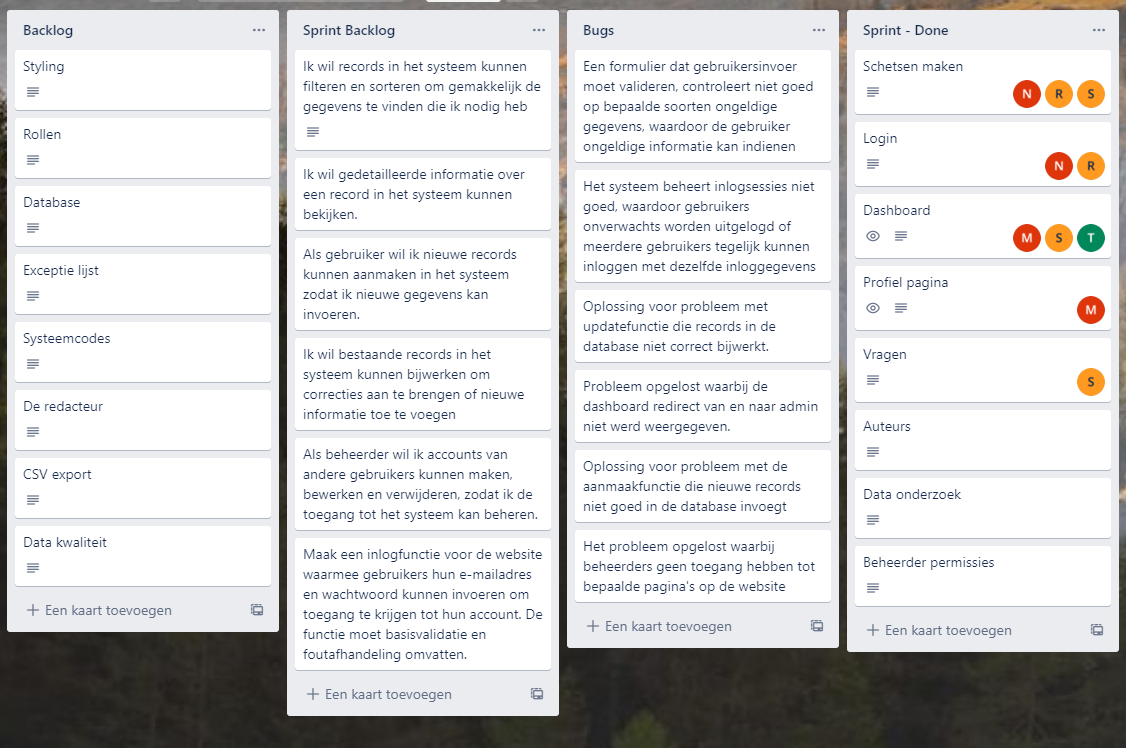 Backlog
Styling
Rollen
Database
Exceptie lijst
Systeemcodes
De redacteur
CSV export
Data kwaliteit
Een kaart toevoegen
Sprint Backlog
Ik wil records in het systeem kunnen
filteren en sorteren om gemakkelijk de
gegevens te vinden die ik nodig heb
Ik wil gedetailleerde informatie over
een record in het systeem kunnen
bekijken.
Als gebruiker wil ik nieuwe records
kunnen aanmaken in het systeem
zodat ik nieuwe gegevens kan
invoeren.
Ik wil bestaande records in het
systeem kunnen bijwerken om
correcties aan te brengen of nieuwe
informatie toe te voegen
Als beheerder wil ik accounts van
andere gebruikers kunnen maken,
bewerken en verwijderen, zodat ik de
toegang tot het systeem kan beheren.
Maak een inlogfunctie voor de website
waarmee gebruikers hun e-mailadres
en wachtwoord kunnen invoeren om
toegang te krijgen tot hun account. De
functie moet basisvalidatie en
foutafhandeling omvatten.
Een kaart toevoegen
Bugs
Een formulier dat gebruikersinvoer
moet valideren, controleert niet goed
op bepaalde soorten ongeldige
gegevens, waardoor de gebruiker
ongeldige informatie kan indienen
Het systeem beheert inlogsessies niet
goed, waardoor gebruikers
onverwachts worden uitgelogd of
meerdere gebruikers tegelijk kunnen
inloggen met dezelfde inloggegevens
Oplossing voor probleem met
updatefunctie die records in de
database niet correct bijwerkt.
Probleem opgelost waarbij de
dashboard redirect van en naar admin
niet werd weergegeven.
Oplossing voor probleem met de
aanmaakfunctie die nieuwe records
niet goed in de database invoegt
Het probleem opgelost waarbij
beheerders geen toegang hebben tot
bepaalde pagina's op de website
Een kaart toevoegen
Sprint - Done
Schetsen maken
N R S
Login
N R
Dashboard
M S T
Profiel pagina
M
Vragen
S
Auteurs
Data onderzoek
Beheerder permissies
Een kaart toevoegen